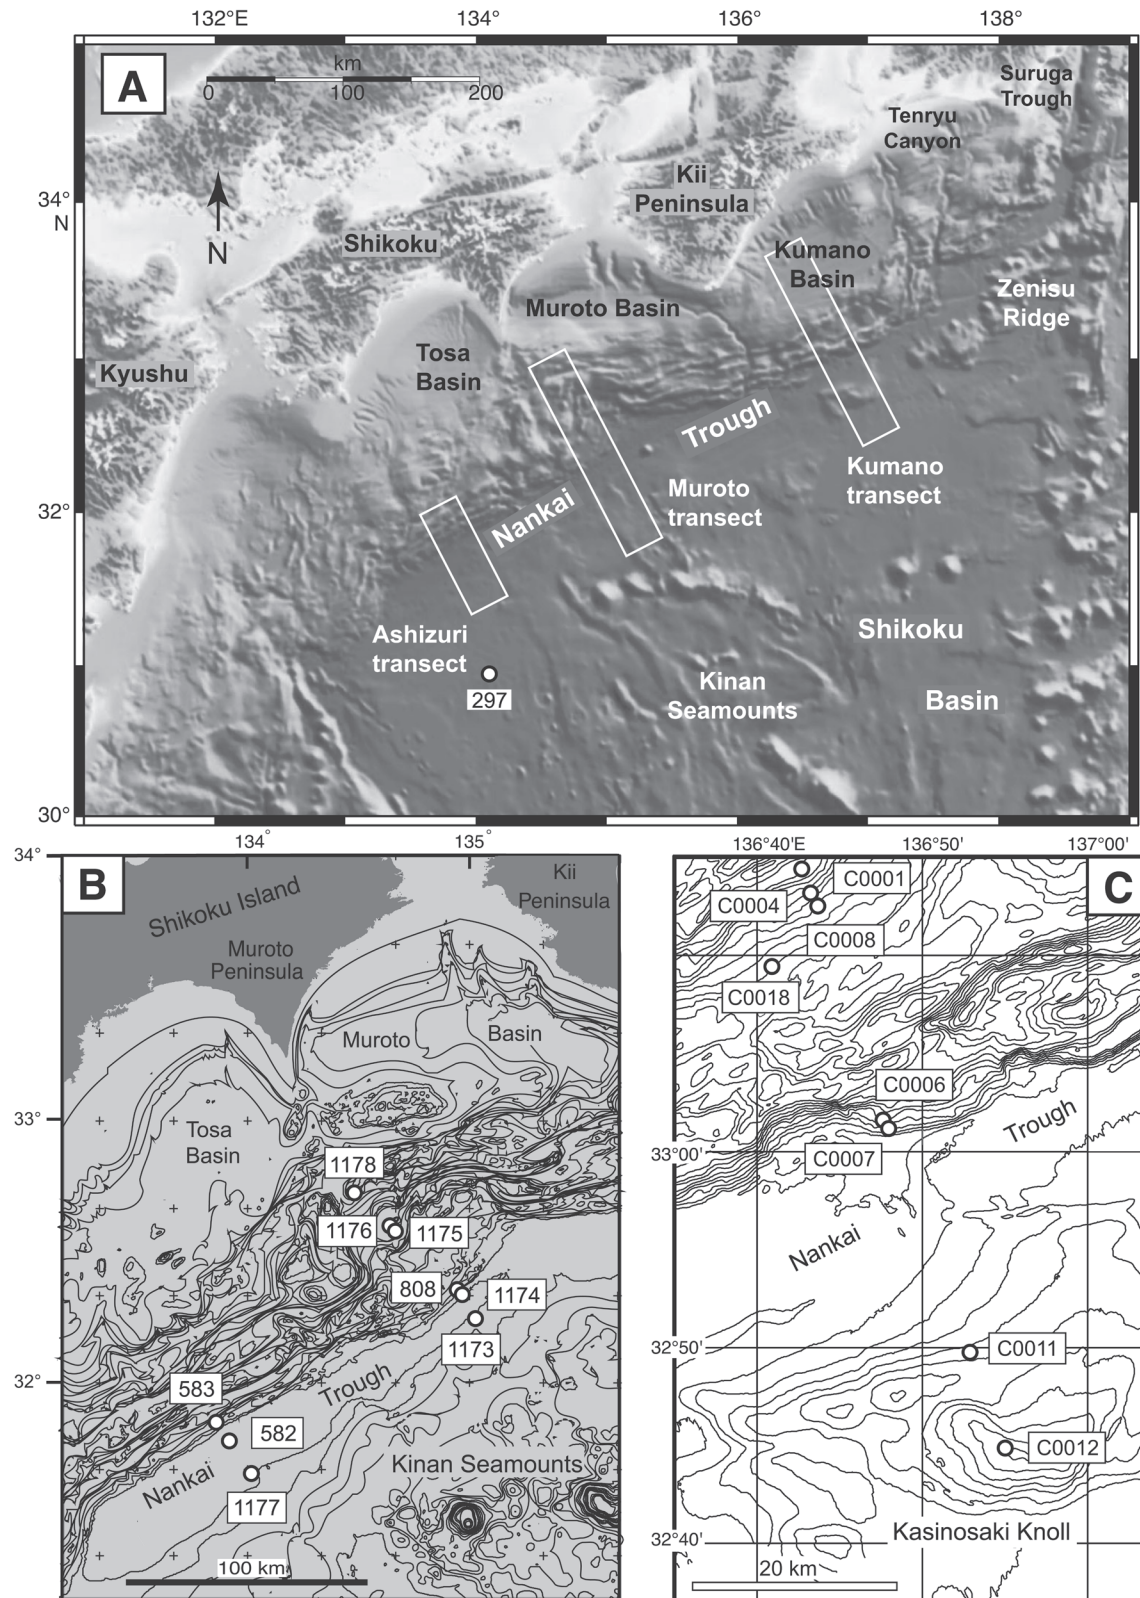 132°E
134°
136°
138°
A
km
0
100
200
Suruga
Trough
Tenryu
Canyon
34°
N
N
Kii
Peninsula
Shikoku
Kumano
Basin
Zenisu
Ridge
Muroto Basin
Tosa
Basin
Kyushu
Trough
Kumano
transect
Muroto
transect
32°
Nankai
Ashizuri
transect
Shikoku
297
Kinan
Seamounts
Basin
30°
134°
135°
34°
B
Shikoku Island
Kii
Peninsula
Muroto
Peninsula
Muroto
Basin
33°
Tosa
Basin
1178
1176
1175
808
1174
1173
32°
583
Trough
582
Kinan Seamounts
Nankai
1177
100 km
136°40'
136°50'
137°00'
C
C0001
C0004
C0008
C0018
C0006
Trough
33°00'
C0007
Nankai
32°50'
C0011
C0012
Kasinosaki Knoll
32°40'
20 km